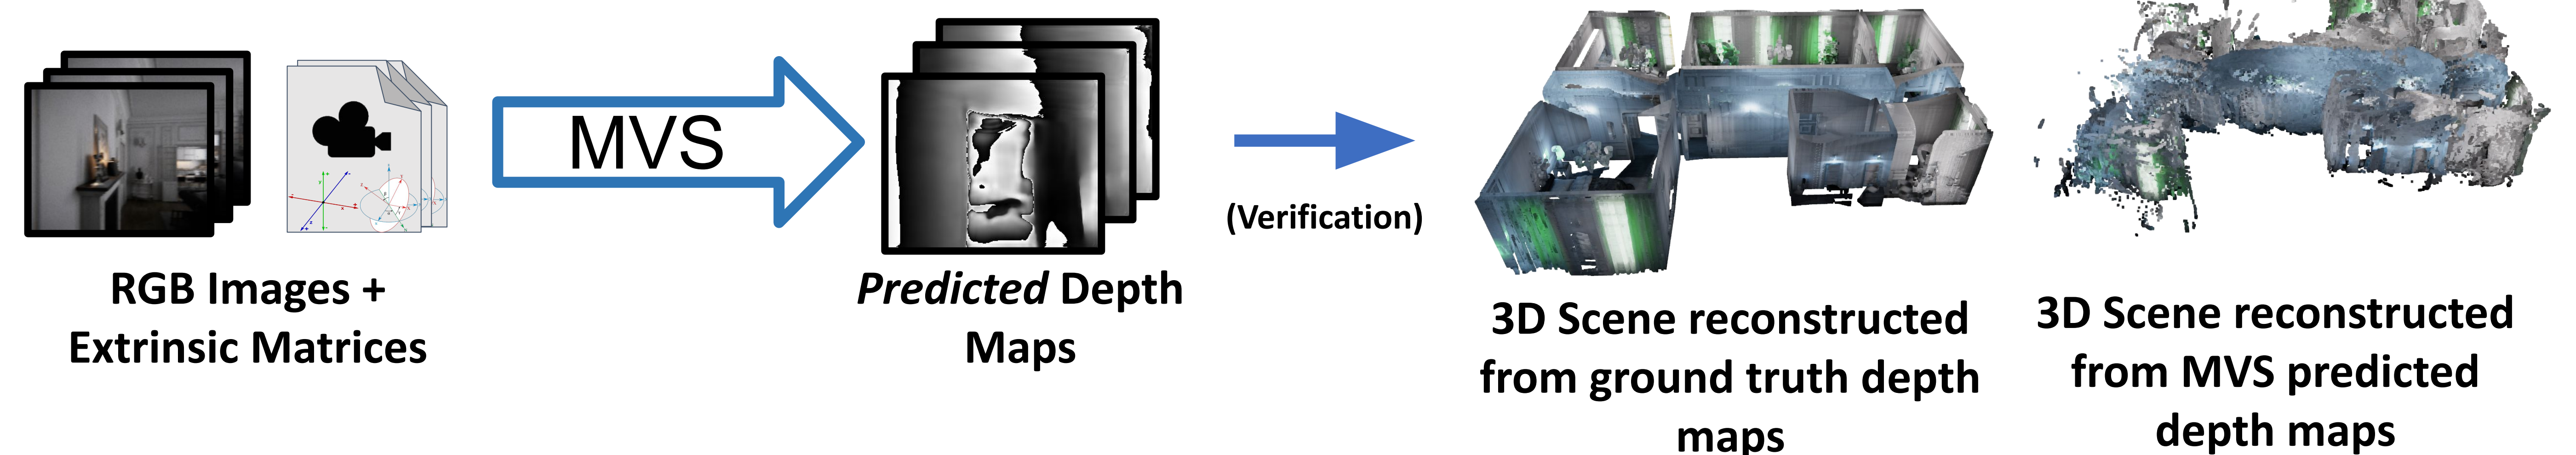 RGB Images +
Extrinsic Matrices
MVS
Predicted Depth
Maps
(Verification)
3D Scene reconstructed
from ground truth depth
maps
3D Scene reconstructed
from MVS predicted
depth maps